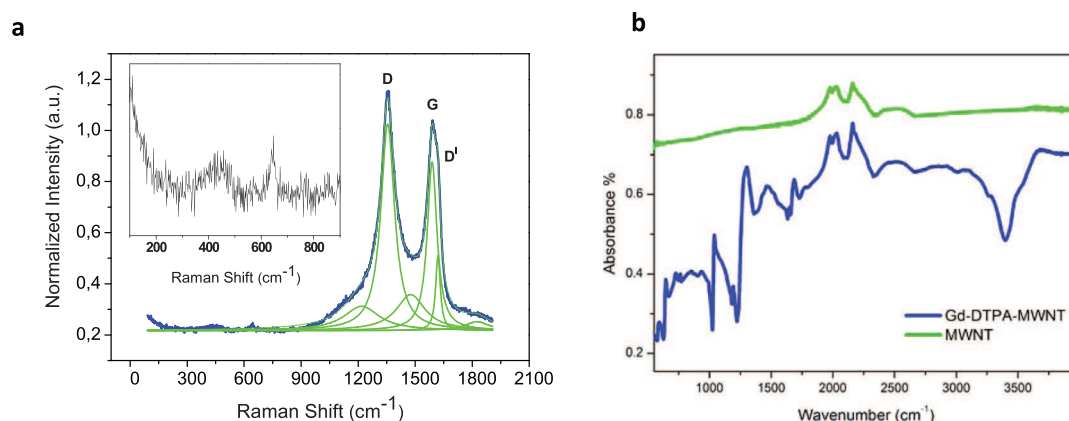 a
Normalized Intensity (a.u.)
1,2
1,0
0,8
0,6
0,4
0,2
D
G
D'
200 400 600 800
Raman Shift (cm-1)
0 300 600 900 1200 1500 1800 2100
Raman Shift (cm-1)
b
Absorbance %
0.8
0.6
0.4
0.2
Gd-DTPA-MWNT
MWNT
1000 1500 2000 2500 3000 3500
Wavenumber (cm-1)